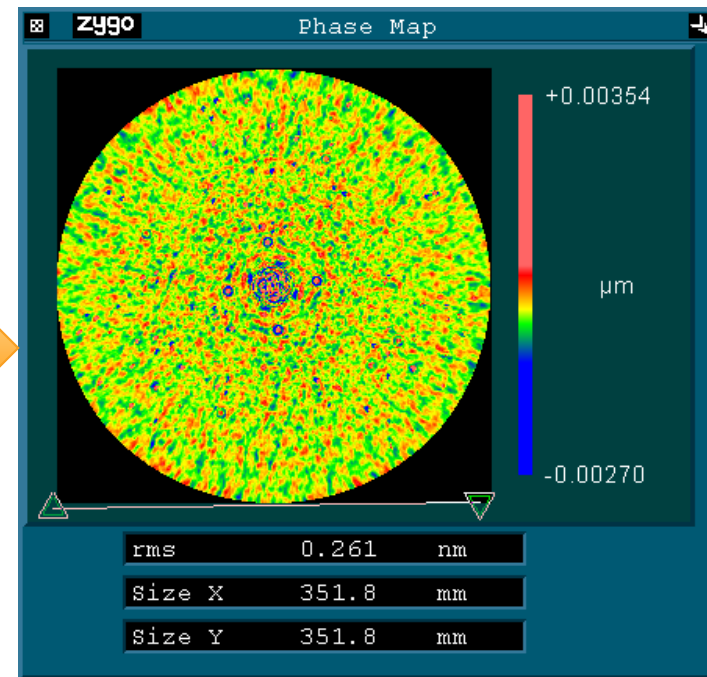 zygo Phase Map
+0.00354
µm
-0.00270
rms 0.261 nm
Size X 351.8 mm
Size Y 351.8 mm